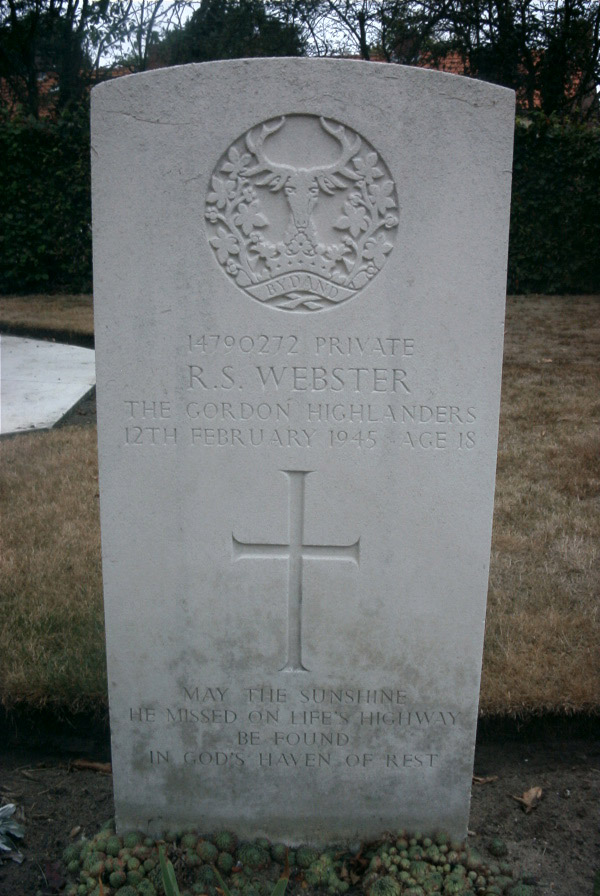 BYDAND
14790272 PRIVATE
R.S. WEBSTER
THE GORDON HIGHLANDERS
12TH FEBRUARY 1945 AGE 18
MAY THE SUNSHINE
HE MISSED ON LIFE'S HIGHWAY
BE FOUND
IN GOD'S HAVEN OF REST